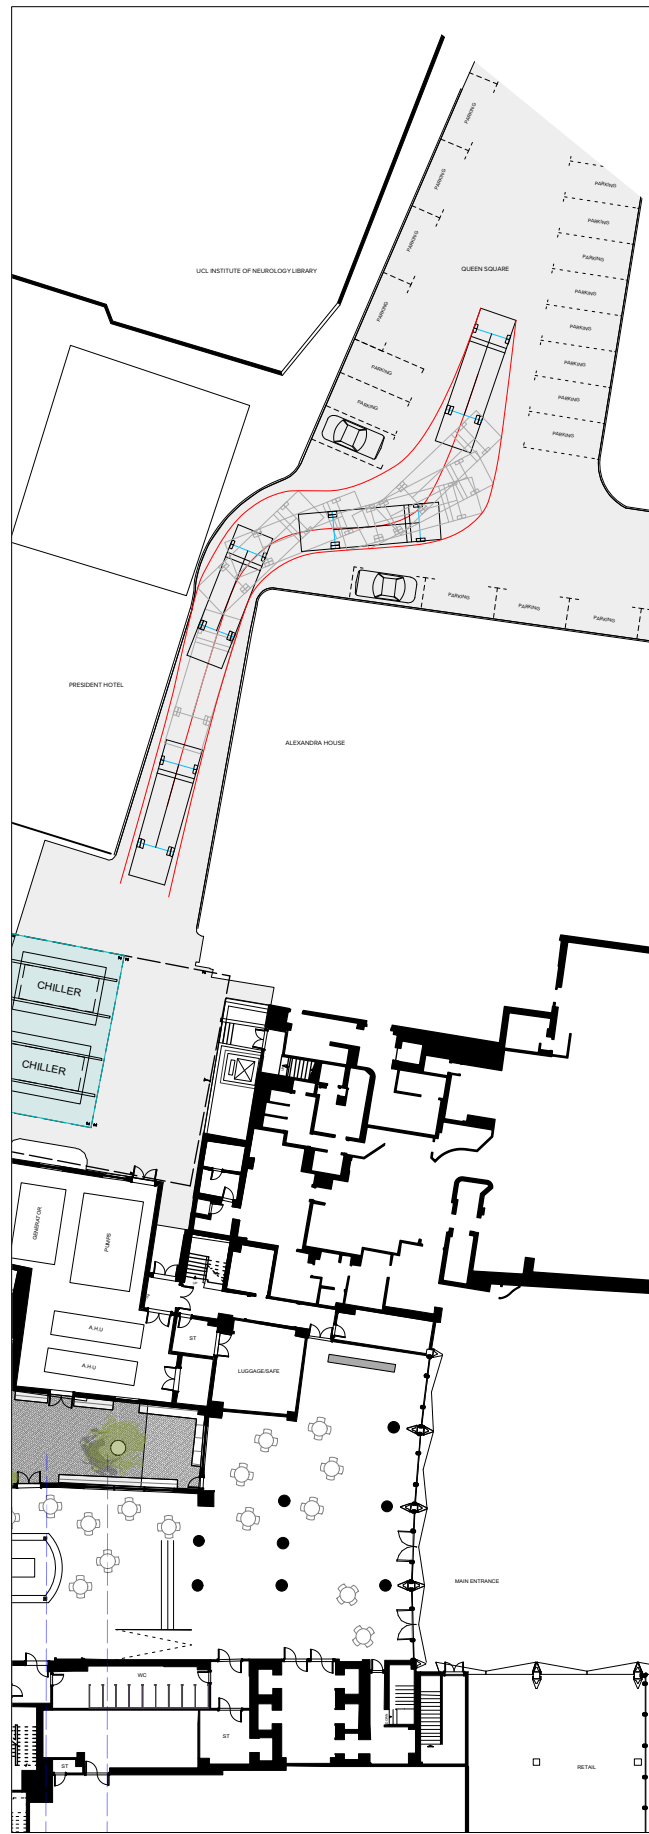 PARKING
PARKING
PARKING
PARKING
PARKING
UCL INSTITUTE OF NEUROLOGY LIBRARY
QUEEN SQUARE
PARKING
PARKING
PARKING
PARKING
PARKING
PARKING
PARKING
PARKING
PARKING
PARKING
PARKING
PARKING
PRESIDENT HOTEL
ALEXANDRA HOUSE
CHILLER
CHILLER
GENERATOR
PUMPS
A.H.U
A.H.U
ST
LUGGAGE/SAFE
MAIN ENTRANCE
WC
ST
ST
RETAIL